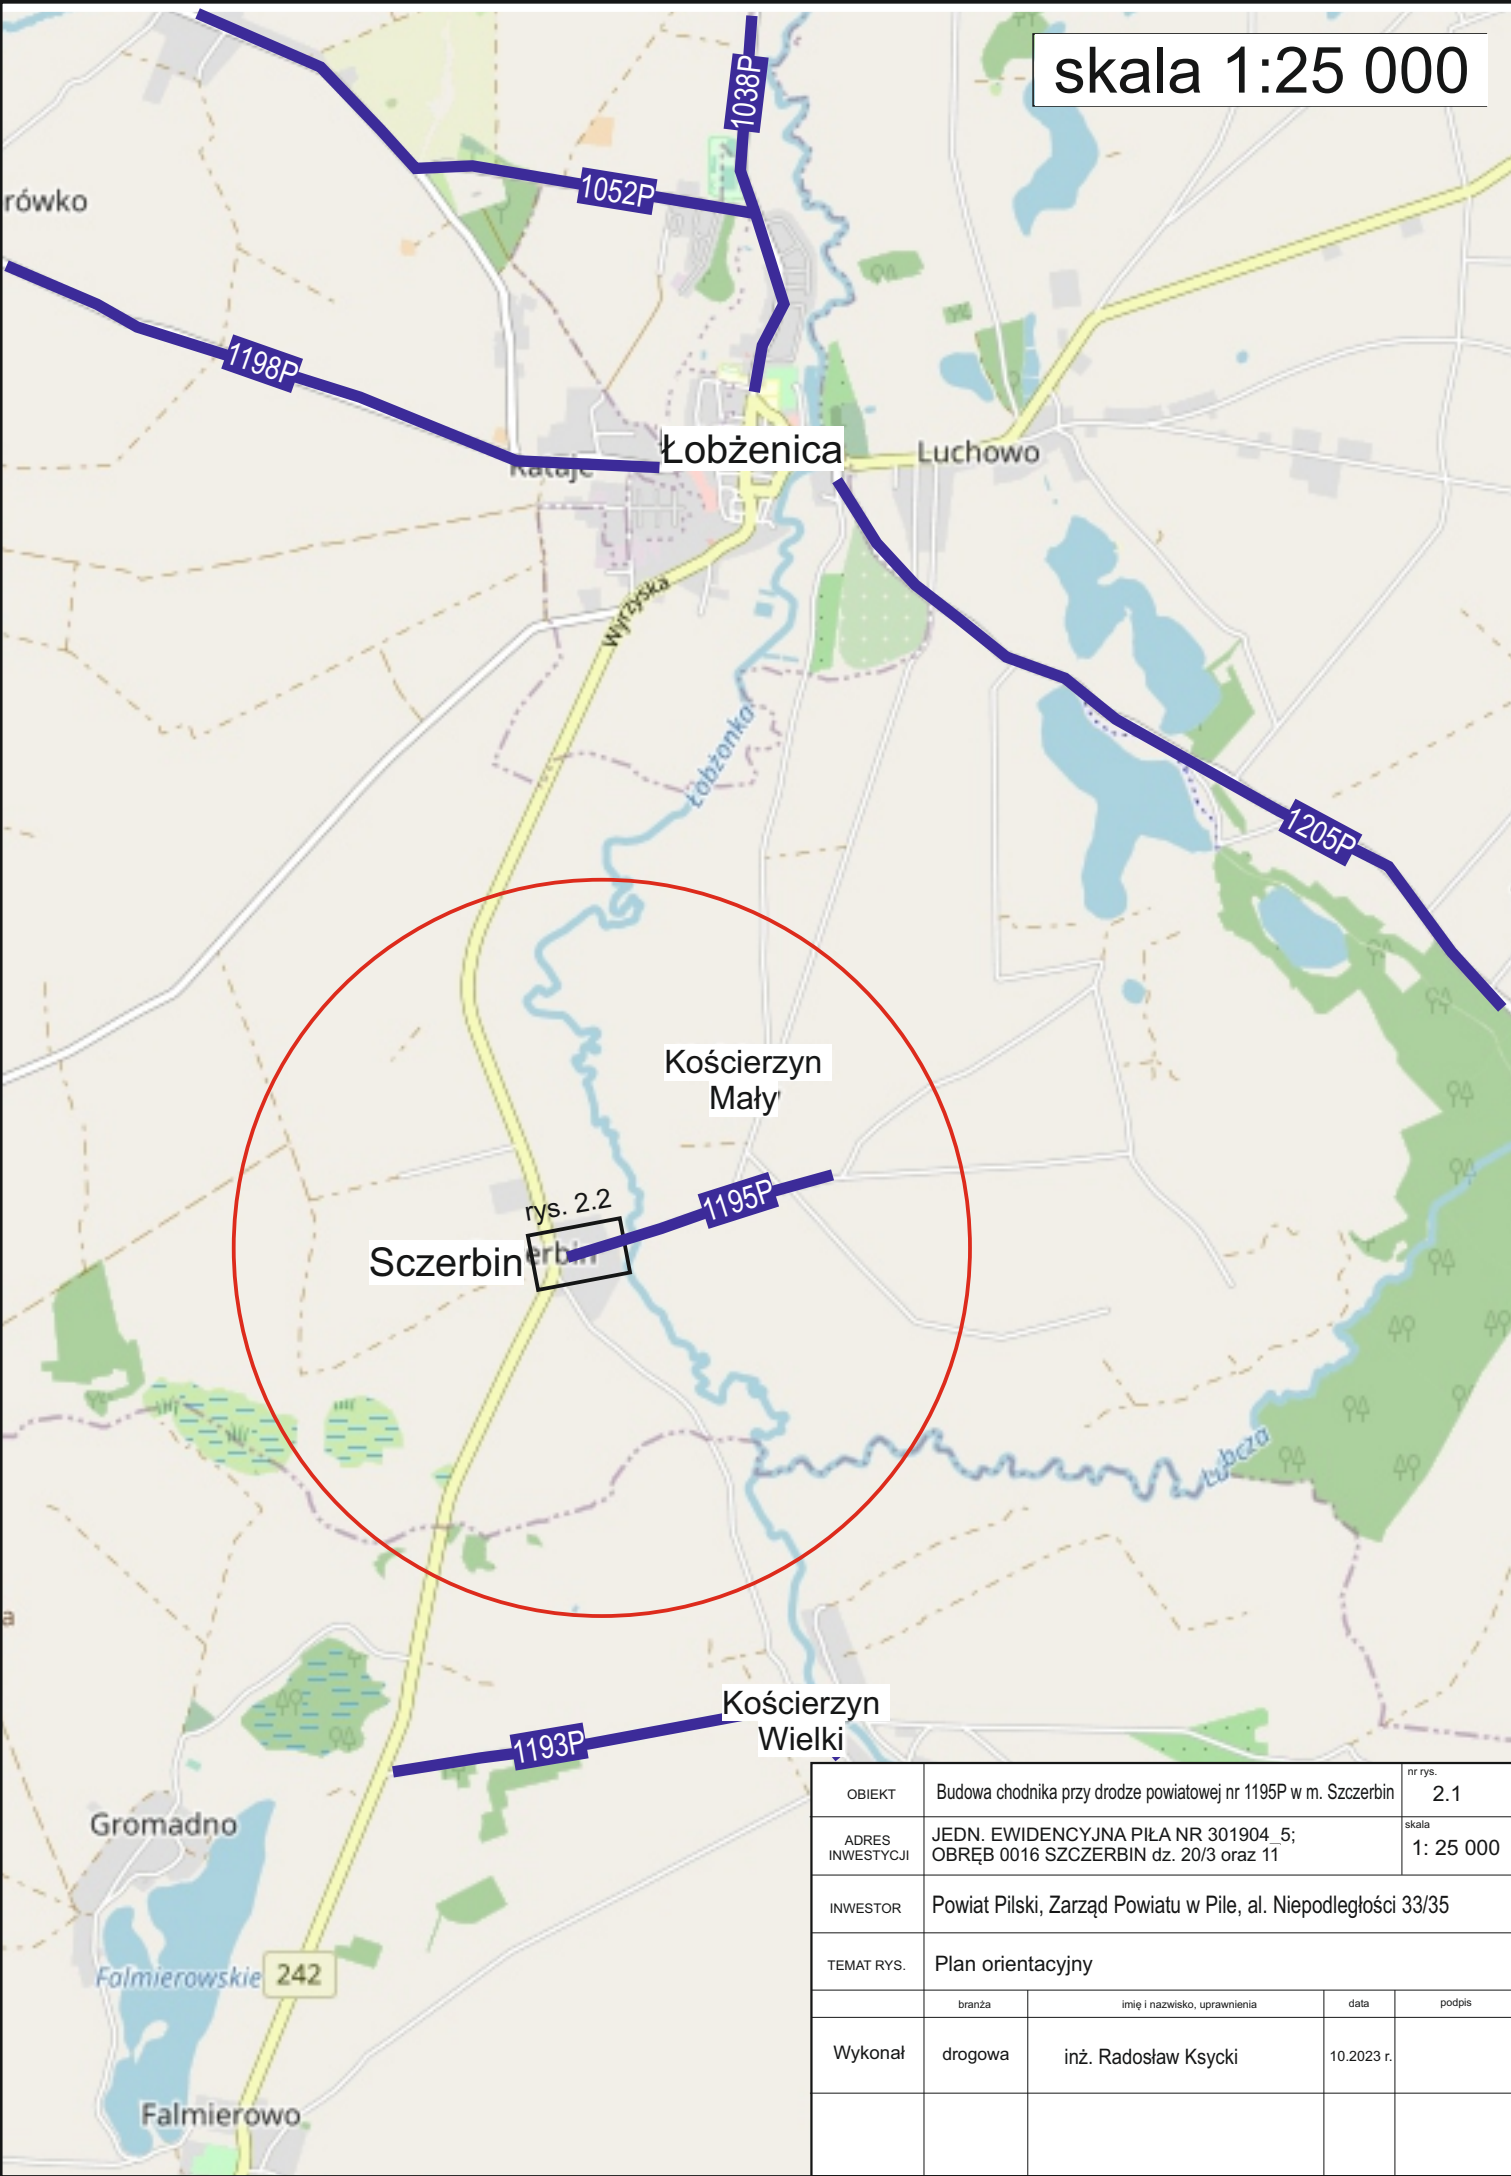 skala 1:25 000
1038P
1052P
rówko
1198P
Łobżenica
Luchowo
Rataje
Wyrzyska
Łobżonka
1205P
Kościerzyn
Mały
1195P
rys. 2.2
Sczerbin
erbin
Łubcza
a
Kościerzyn
Wielki
1193P
Gromadno
Falmierowskie
242
Falmierowo
OBIEKT
Budowa chodnika przy drodze powiatowej nr 1195P w m. Szczerbin
nr rys.
2.1
ADRES
INWESTYCJI
JEDN. EWIDENCYJNA PIŁA NR 301904_5;
OBRĘB 0016 SZCZERBIN dz. 20/3 oraz 11
skala
1: 25 000
INWESTOR
Powiat Pilski, Zarząd Powiatu w Pile, al. Niepodległości 33/35
TEMAT RYS.
Plan orientacyjny
branża
imię i nazwisko, uprawnienia
data
podpis
Wykonał
drogowa
inż. Radosław Ksycki
10.2023 r.